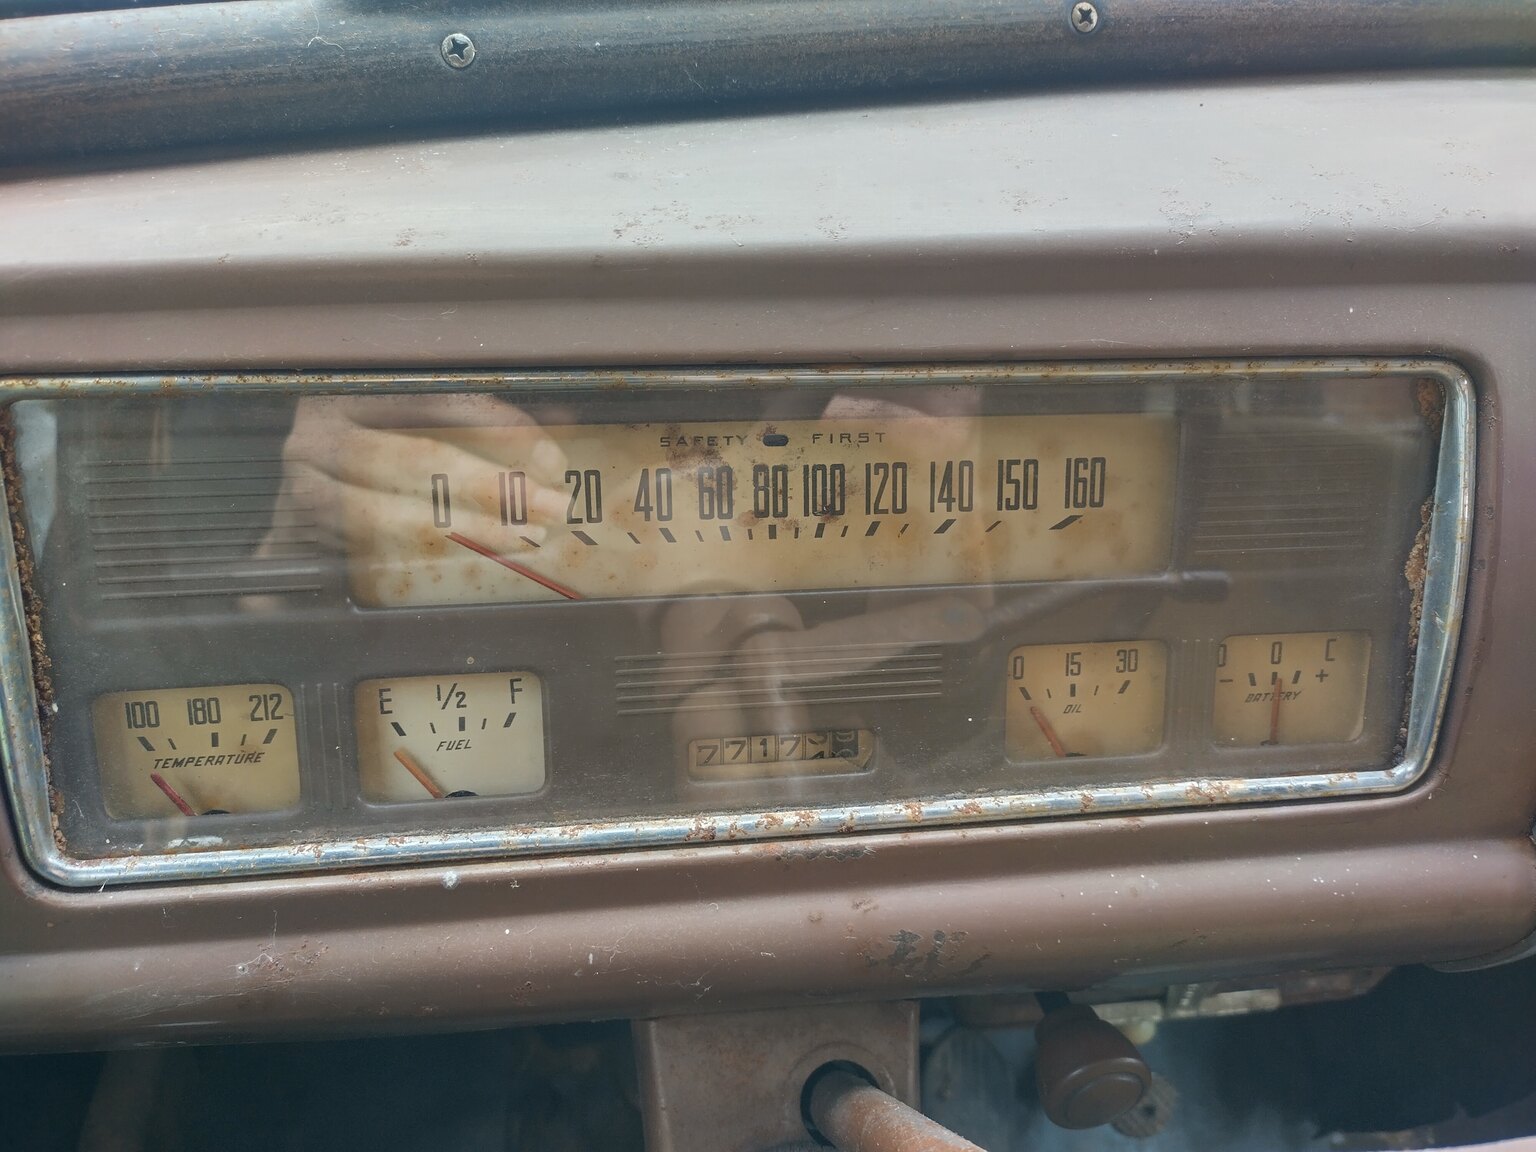 SAFETY FIRST
0 10 20 40 60 80 100 120 140 150 160
100 180 212
TEMPERATURE
E 1/2 F
FUEL
7717
0 15 30
OIL
D 0 C
- +
BATTERY